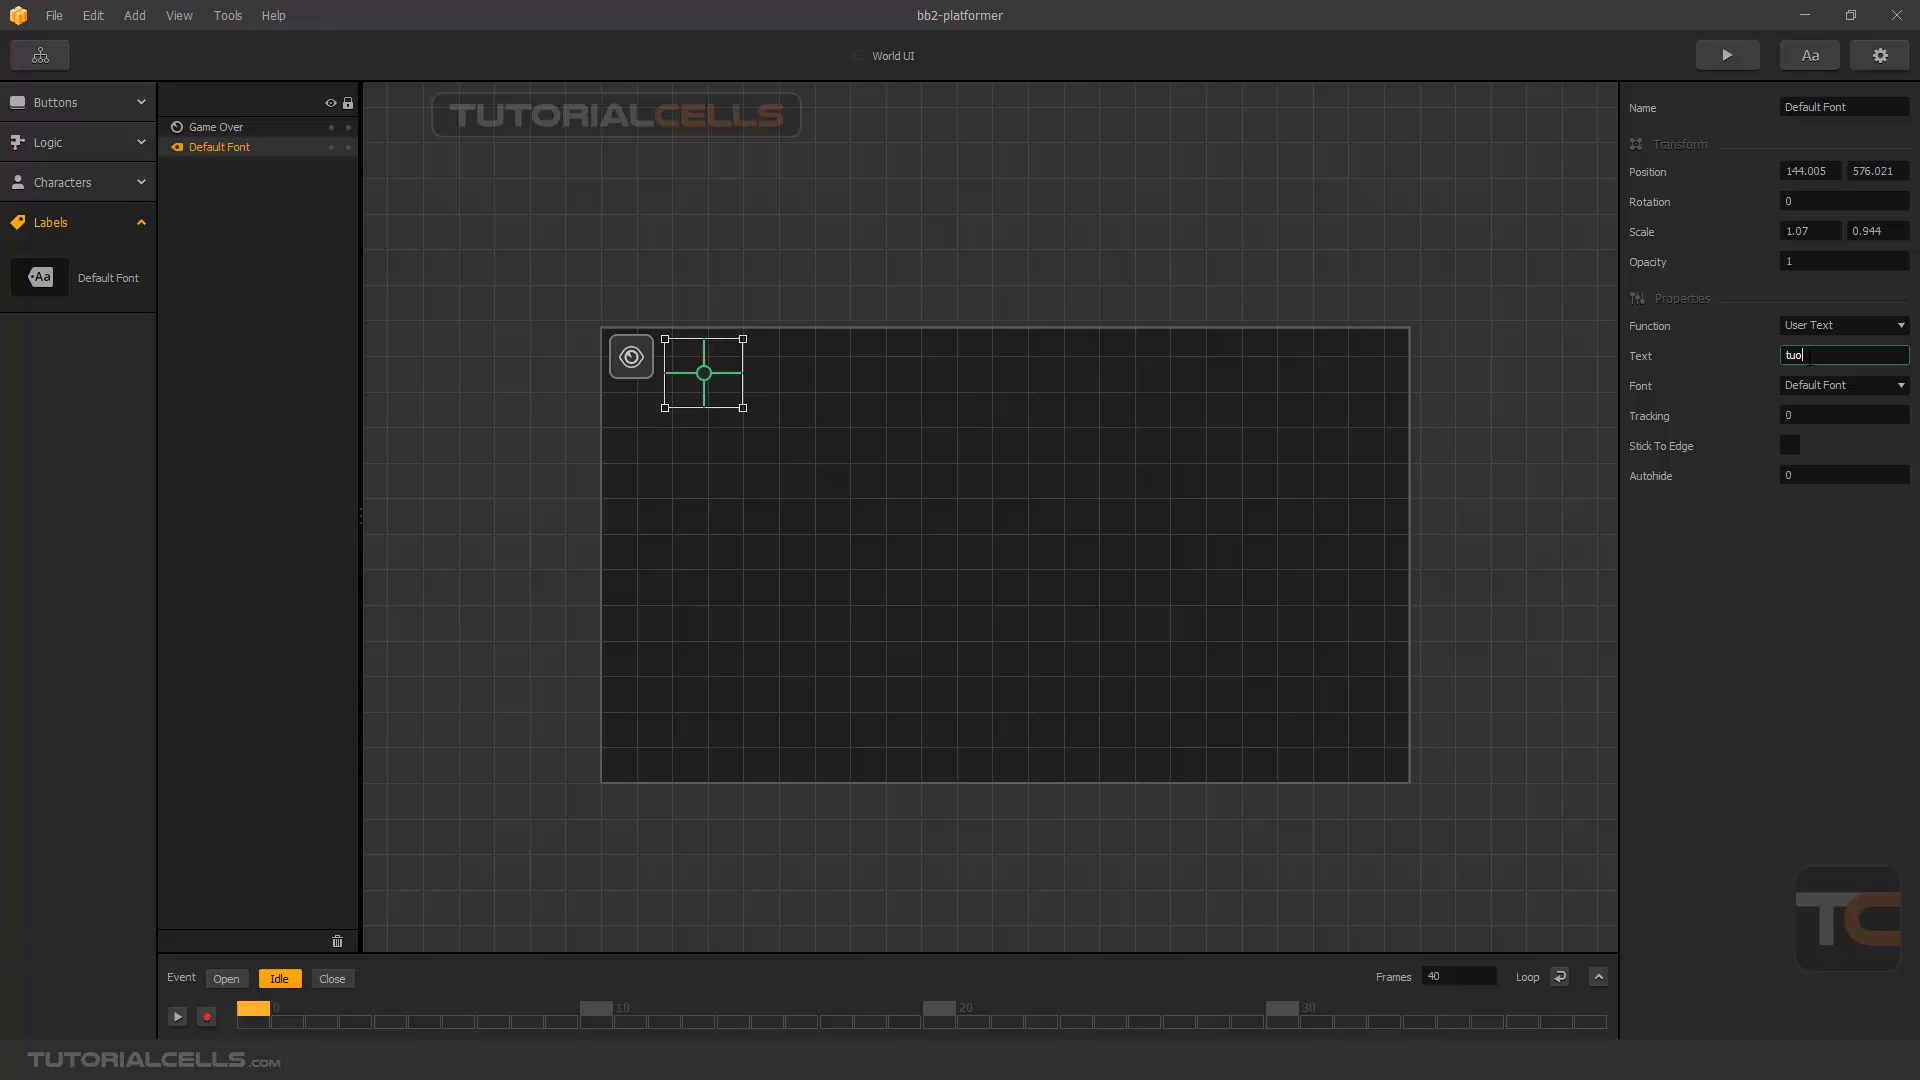 File Edit Add View Tools Help
bb2-platformer
World UI
Aa
Buttons
Logic
Characters
Labels
Aa Default Font
Game Over
Default Font
TUTORIALCELLS
Name Default Font
Transform
Position 144.005 576.021
Rotation 0
Scale 1.07 0.944
Opacity 1
Properties
Function User Text
Text tuo
Font Default Font
Tracking 0
Stick To Edge
Autohide 0
TC
Event Open Idle Close
Frames 40 Loop
0 10 20 30
TUTORIALCELLS.COM